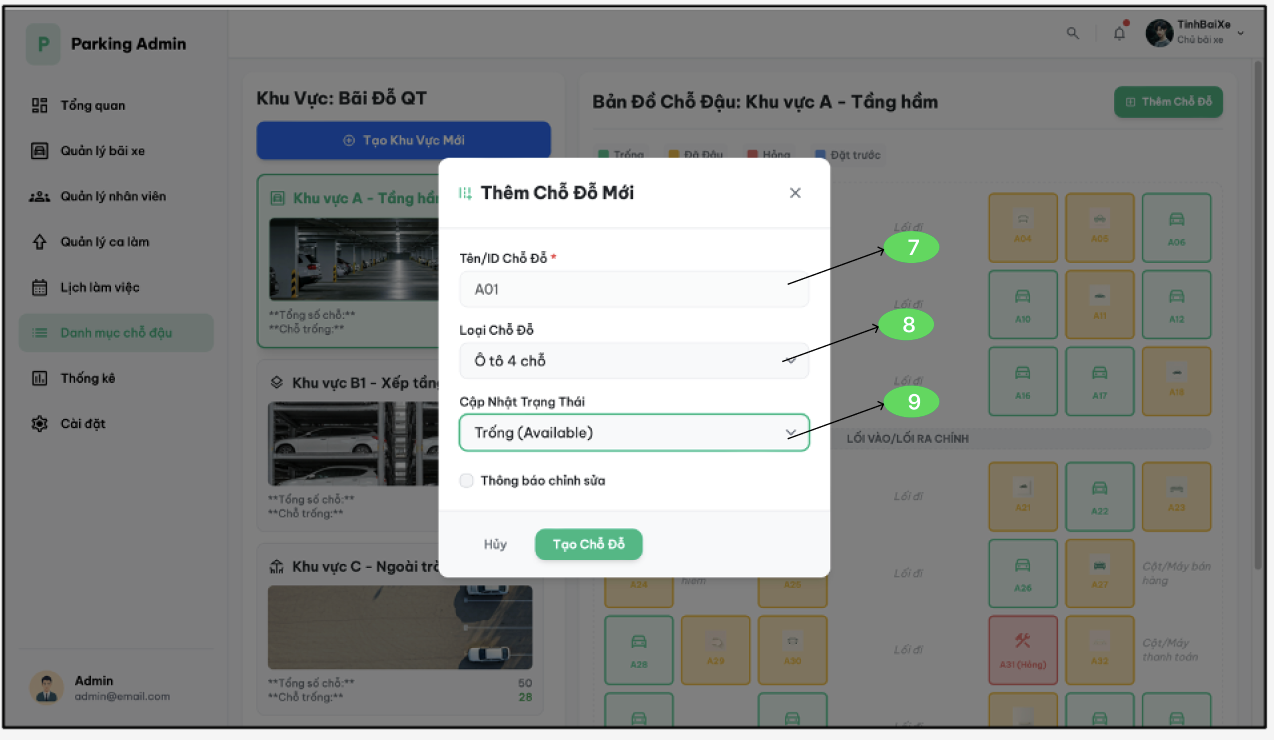 P
Parking Admin
TinhBaiXe
Chủ bãi xe
Tổng quan
Quản lý bãi xe
Quản lý nhân viên
Quản lý ca làm
Lịch làm việc
Danh mục chỗ đậu
Thống kê
Cài đặt
Admin
admin@email.com
Khu Vực: Bãi Đỗ QT
Tạo Khu Vực Mới
Khu vực A - Tầng hầm
**Tổng số chỗ:**
**Chỗ trống:**
Khu vực B1 - Xếp tầng
**Tổng số chỗ:**
**Chỗ trống:**
Khu vực C - Ngoài
**Tổng số chỗ:** 50
**Chỗ trống:** 28
Bản Đồ Chỗ Đậu: Khu vực A - Tầng hầm
Thêm Chỗ Đỗ
Trống Đã Đậu Hỏng Đặt trước
Thêm Chỗ Đỗ Mới
Tên/ID Chỗ Đỗ *
A01
Loại Chỗ Đỗ
Ô tô 4 chỗ
Cập Nhật Trạng Thái
Trống (Available)
Thông báo chỉnh sửa
Hủy
Tạo Chỗ Đỗ
7
8
9
Lối đi A04 A05 A06
Lối đi A10 A11 A12
Lối đi A16 A17 A18
LỐI VÀO/LỐI RA CHÍNH
Lối đi A21 A22 A23
A24 A25 Lối đi A26 A27 Cột/Máy bán
hàng
A28 A29 A30 Lối đi A31 (Hỏng) A32 Cột/Máy
thanh toán